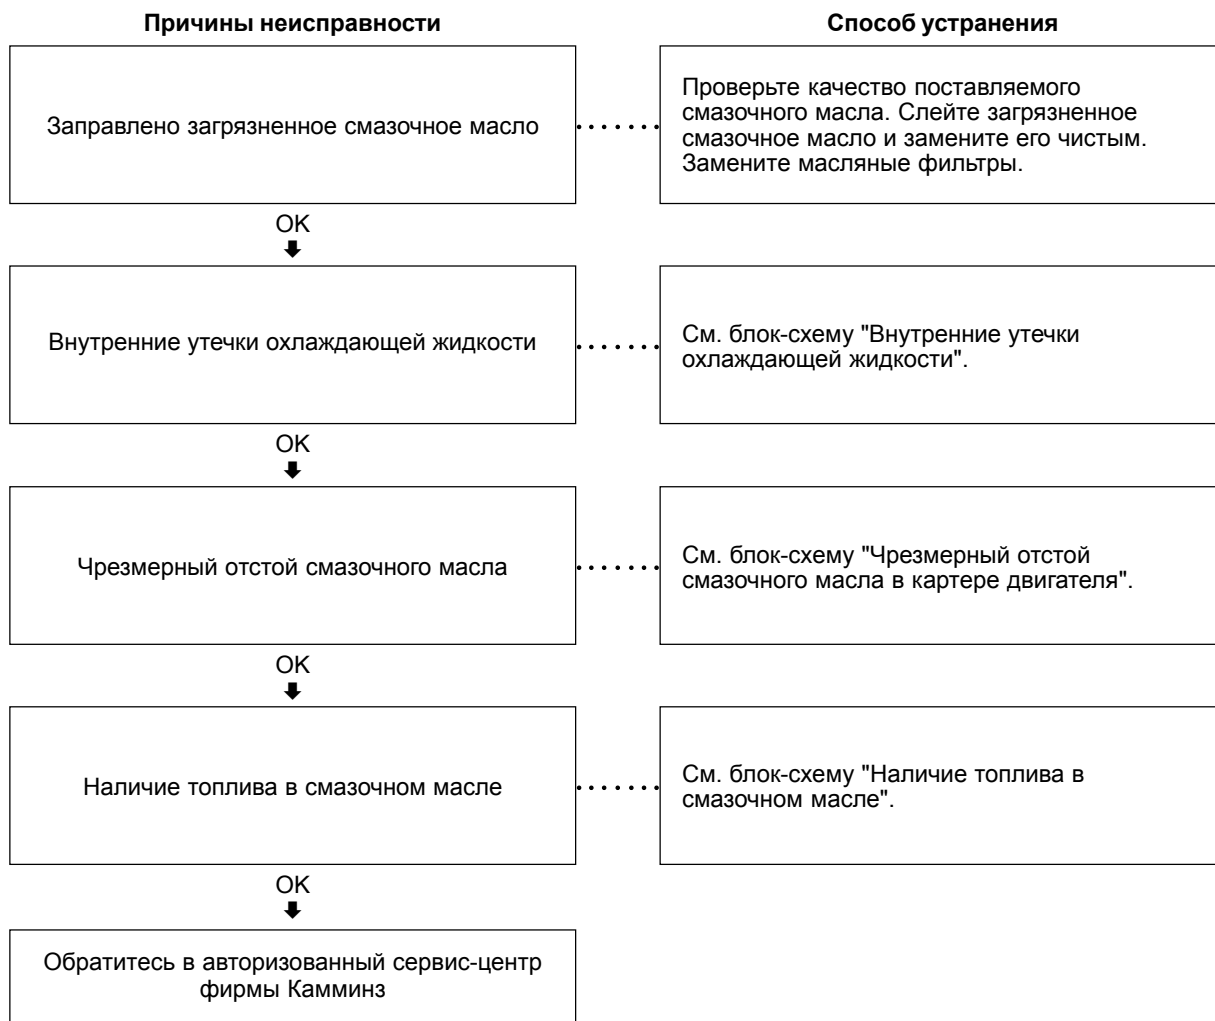 Причины неисправности
Способ устранения
Заправлено загрязненное смазочное масло
Проверьте качество поставляемого
смазочного масла. Слейте загрязненное
смазочное масло и замените его чистым.
Замените масляные фильтры.
OK
Внутренние утечки охлаждающей жидкости
См. блок-схему "Внутренние утечки
охлаждающей жидкости".
OK
Чрезмерный отстой смазочного масла
См. блок-схему "Чрезмерный отстой
смазочного масла в картере двигателя".
OK
Наличие топлива в смазочном масле
См. блок-схему "Наличие топлива в
смазочном масле".
OK
Обратитесь в авторизованный сервис-центр
фирмы Камминз